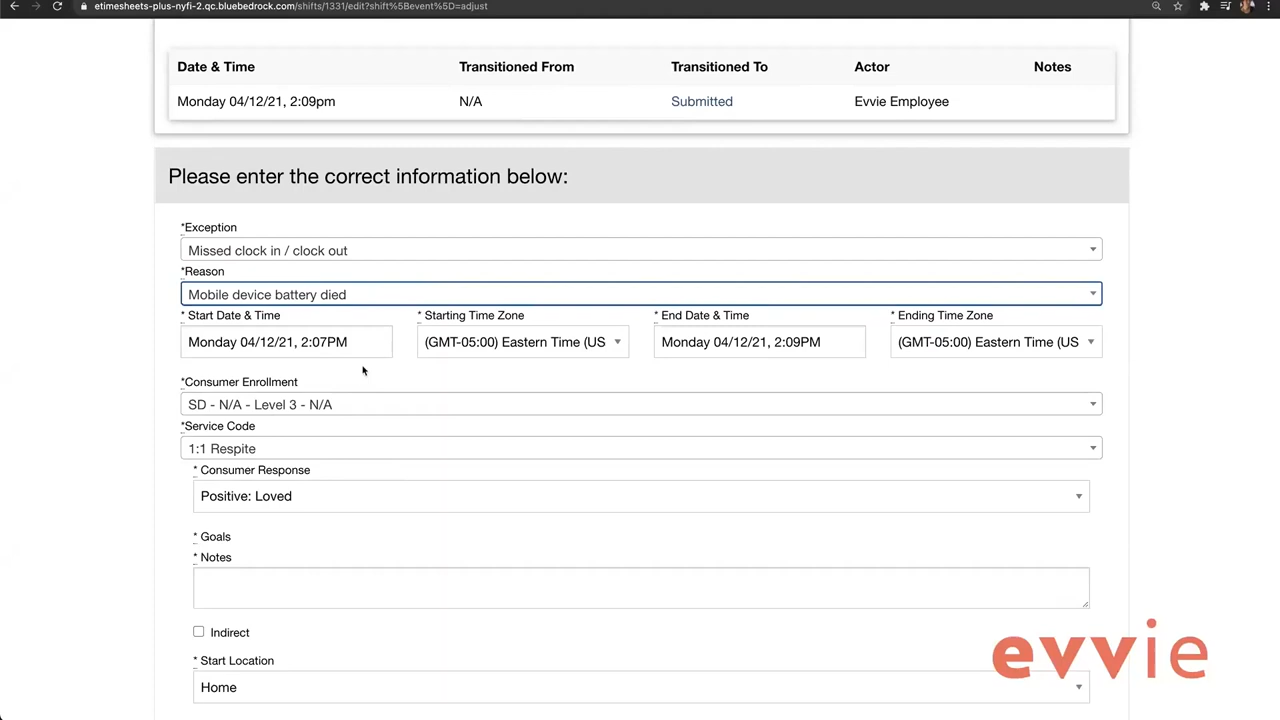 etimesheets-plus-nyfi-2.qc.bluebedrock.com/shifts/1331/edit?shift%5Bevent%5D=adjust
Date & Time Transitioned From Transitioned To Actor Notes
Monday 04/12/21, 2:09pm N/A Submitted Evvie Employee
Please enter the correct information below:
*Exception
Missed clock in / clock out
*Reason
Mobile device battery died
* Start Date & Time * Starting Time Zone * End Date & Time * Ending Time Zone
Monday 04/12/21, 2:07PM (GMT-05:00) Eastern Time (US Monday 04/12/21, 2:09PM (GMT-05:00) Eastern Time (US
*Consumer Enrollment
SD - N/A - Level 3 - N/A
*Service Code
1:1 Respite
* Consumer Response
Positive: Loved
* Goals
* Notes
Indirect
* Start Location
Home
evvie